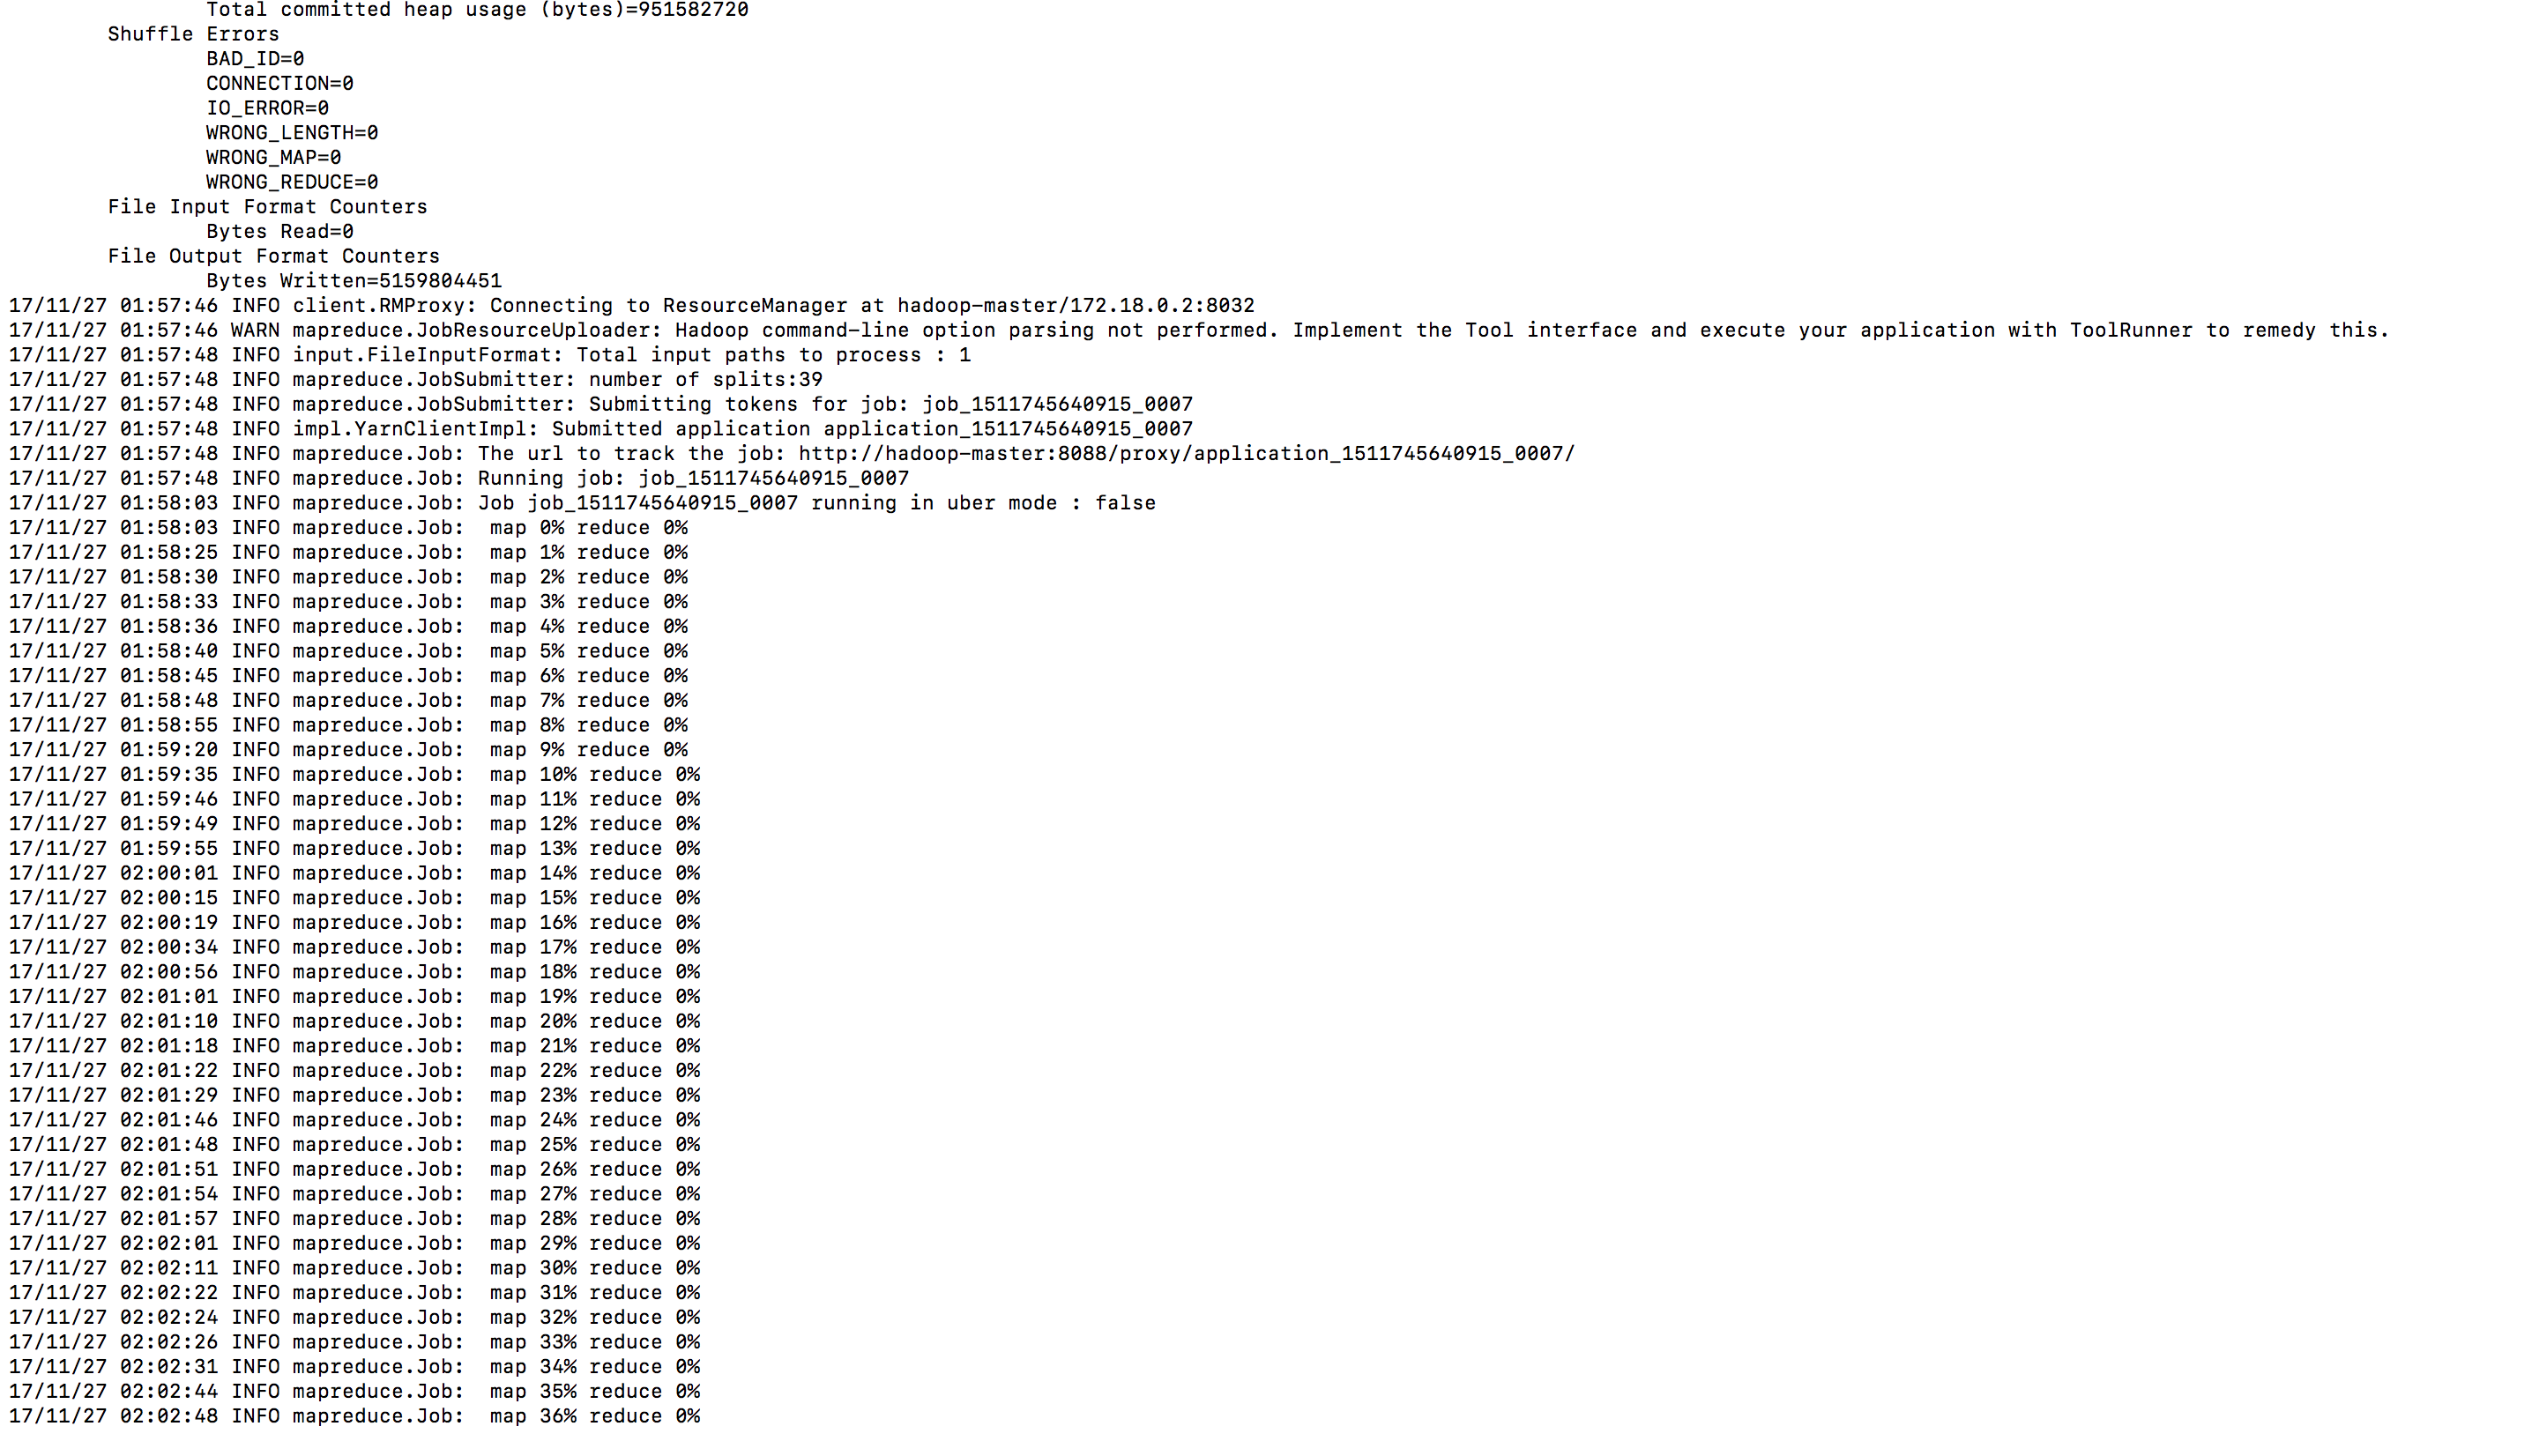 Total committed heap usage (bytes)=951582720
Shuffle Errors
BAD_ID=0
CONNECTION=0
IO_ERROR=0
WRONG_LENGTH=0
WRONG_MAP=0
WRONG_REDUCE=0
File Input Format Counters
Bytes Read=0
File Output Format Counters
Bytes Written=5159804451
17/11/27 01:57:46 INFO client.RMProxy: Connecting to ResourceManager at hadoop-master/172.18.0.2:8032
17/11/27 01:57:46 WARN mapreduce.JobResourceUploader: Hadoop command-line option parsing not performed. Implement the Tool interface and execute your application with ToolRunner to remedy this.
17/11/27 01:57:48 INFO input.FileInputFormat: Total input paths to process : 1
17/11/27 01:57:48 INFO mapreduce.JobSubmitter: number of splits:39
17/11/27 01:57:48 INFO mapreduce.JobSubmitter: Submitting tokens for job: job_1511745640915_0007
17/11/27 01:57:48 INFO impl.YarnClientImpl: Submitted application application_1511745640915_0007
17/11/27 01:57:48 INFO mapreduce.Job: The url to track the job: http://hadoop-master:8088/proxy/application_1511745640915_0007/
17/11/27 01:57:48 INFO mapreduce.Job: Running job: job_1511745640915_0007
17/11/27 01:58:03 INFO mapreduce.Job: Job job_1511745640915_0007 running in uber mode : false
17/11/27 01:58:03 INFO mapreduce.Job:  map 0% reduce 0%
17/11/27 01:58:25 INFO mapreduce.Job:  map 1% reduce 0%
17/11/27 01:58:30 INFO mapreduce.Job:  map 2% reduce 0%
17/11/27 01:58:33 INFO mapreduce.Job:  map 3% reduce 0%
17/11/27 01:58:36 INFO mapreduce.Job:  map 4% reduce 0%
17/11/27 01:58:40 INFO mapreduce.Job:  map 5% reduce 0%
17/11/27 01:58:45 INFO mapreduce.Job:  map 6% reduce 0%
17/11/27 01:58:48 INFO mapreduce.Job:  map 7% reduce 0%
17/11/27 01:58:55 INFO mapreduce.Job:  map 8% reduce 0%
17/11/27 01:59:20 INFO mapreduce.Job:  map 9% reduce 0%
17/11/27 01:59:35 INFO mapreduce.Job:  map 10% reduce 0%
17/11/27 01:59:46 INFO mapreduce.Job:  map 11% reduce 0%
17/11/27 01:59:49 INFO mapreduce.Job:  map 12% reduce 0%
17/11/27 01:59:55 INFO mapreduce.Job:  map 13% reduce 0%
17/11/27 02:00:01 INFO mapreduce.Job:  map 14% reduce 0%
17/11/27 02:00:15 INFO mapreduce.Job:  map 15% reduce 0%
17/11/27 02:00:19 INFO mapreduce.Job:  map 16% reduce 0%
17/11/27 02:00:34 INFO mapreduce.Job:  map 17% reduce 0%
17/11/27 02:00:56 INFO mapreduce.Job:  map 18% reduce 0%
17/11/27 02:01:01 INFO mapreduce.Job:  map 19% reduce 0%
17/11/27 02:01:10 INFO mapreduce.Job:  map 20% reduce 0%
17/11/27 02:01:18 INFO mapreduce.Job:  map 21% reduce 0%
17/11/27 02:01:22 INFO mapreduce.Job:  map 22% reduce 0%
17/11/27 02:01:29 INFO mapreduce.Job:  map 23% reduce 0%
17/11/27 02:01:46 INFO mapreduce.Job:  map 24% reduce 0%
17/11/27 02:01:48 INFO mapreduce.Job:  map 25% reduce 0%
17/11/27 02:01:51 INFO mapreduce.Job:  map 26% reduce 0%
17/11/27 02:01:54 INFO mapreduce.Job:  map 27% reduce 0%
17/11/27 02:01:57 INFO mapreduce.Job:  map 28% reduce 0%
17/11/27 02:02:01 INFO mapreduce.Job:  map 29% reduce 0%
17/11/27 02:02:11 INFO mapreduce.Job:  map 30% reduce 0%
17/11/27 02:02:22 INFO mapreduce.Job:  map 31% reduce 0%
17/11/27 02:02:24 INFO mapreduce.Job:  map 32% reduce 0%
17/11/27 02:02:26 INFO mapreduce.Job:  map 33% reduce 0%
17/11/27 02:02:31 INFO mapreduce.Job:  map 34% reduce 0%
17/11/27 02:02:44 INFO mapreduce.Job:  map 35% reduce 0%
17/11/27 02:02:48 INFO mapreduce.Job:  map 36% reduce 0%